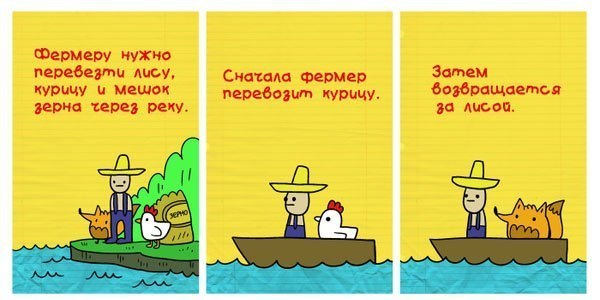 Фермеру нужно
перевезти лису,
курицу и мешок
зерна через реку.
ЗЕРНО
Сначала фермер
перевозит курицу.
Затем
возвращается
за лисой.